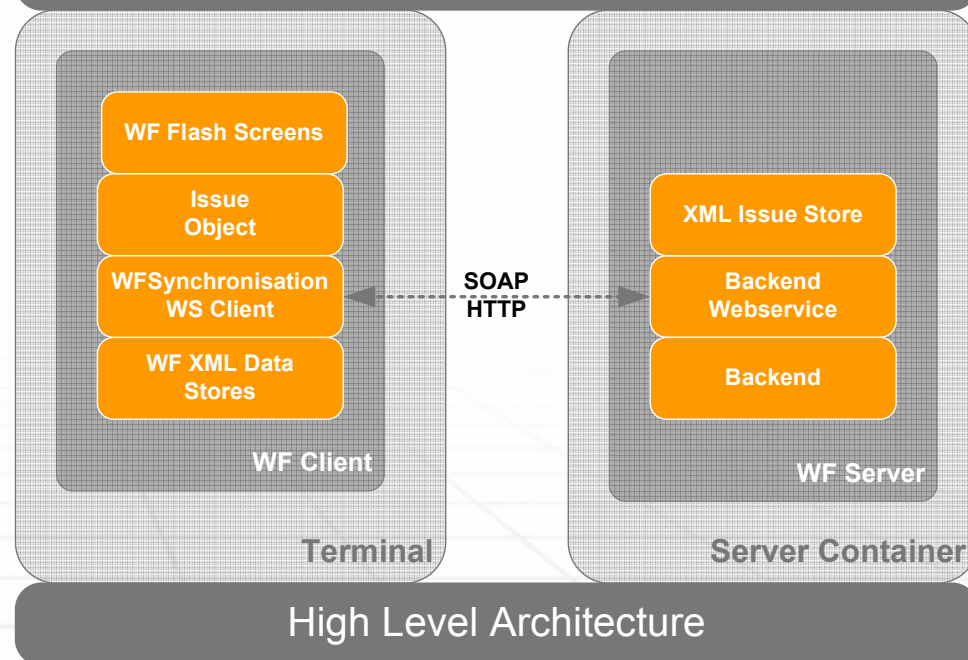 WF Flash Screens
Issue
Object
WFSynchronisation
WS Client
WF XML Data
Stores
WF Client
Terminal
SOAP
HTTP
XML Issue Store
Backend
Webservice
Backend
WF Server
Server Container
High Level Architecture